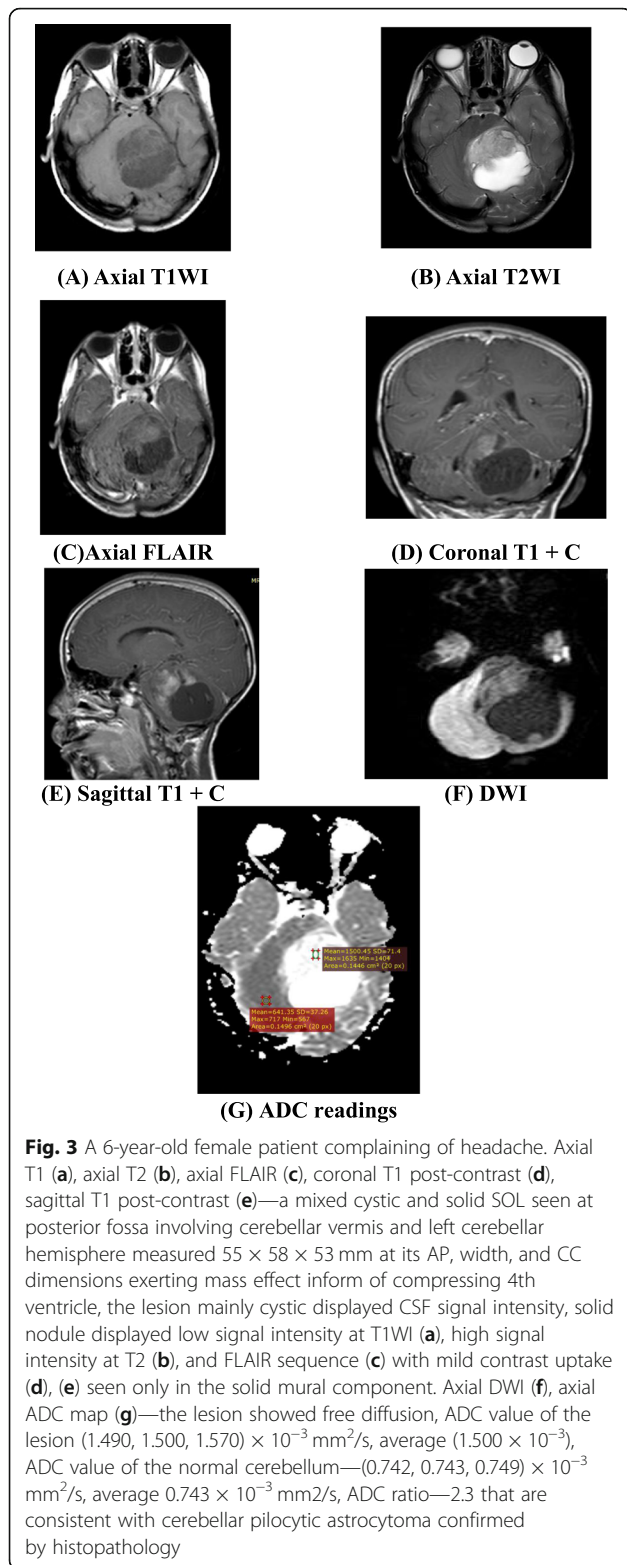 (A) Axial T1WI
(B) Axial T2WI
(C)Axial FLAIR
(D) Coronal T1 + C
MR
(E) Sagittal T1 + C
(F) DWI
Mean=1500.45 SD=71.4
Max=1635 Min=1404
Area=0.1446 cm² (20 px)
Mean=641.35 SD=37.26
Max=717 Min=567
Area=0.1496 cm² (20 px)
(G) ADC readings
Fig. 3 A 6-year-old female patient complaining of headache. Axial
T1 (a), axial T2 (b), axial FLAIR (c), coronal T1 post-contrast (d),
sagittal T1 post-contrast (e)—a mixed cystic and solid SOL seen at
posterior fossa involving cerebellar vermis and left cerebellar
hemisphere measured 55 × 58 × 53 mm at its AP, width, and CC
dimensions exerting mass effect inform of compressing 4th
ventricle, the lesion mainly cystic displayed CSF signal intensity, solid
nodule displayed low signal intensity at T1WI (a), high signal
intensity at T2 (b), and FLAIR sequence (c) with mild contrast uptake
(d), (e) seen only in the solid mural component. Axial DWI (f), axial
ADC map (g)—the lesion showed free diffusion, ADC value of the
lesion (1.490, 1.500, 1.570) × 10⁻³ mm²/s, average (1.500 × 10⁻³),
ADC value of the normal cerebellum—(0.742, 0.743, 0.749) × 10⁻³
mm²/s, average 0.743 × 10⁻³ mm2/s, ADC ratio—2.3 that are
consistent with cerebellar pilocytic astrocytoma confirmed
by histopathology